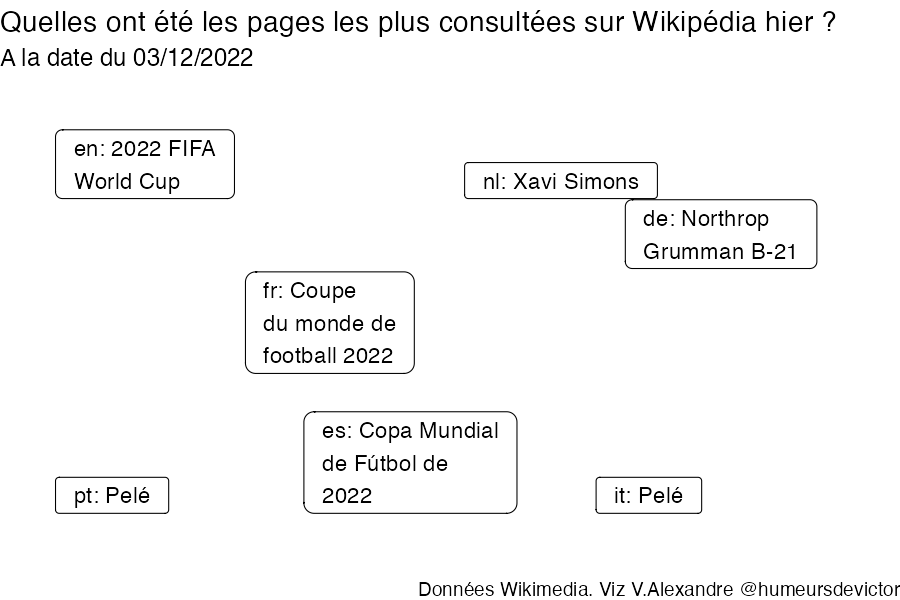 Quelles ont été les pages les plus consultées sur Wikipédia hier ?
A la date du 03/12/2022
en: 2022 FIFA
World Cup
nl: Xavi Simons
de: Northrop
Grumman B-21
fr: Coupe
du monde de
football 2022
es: Copa Mundial
de Fútbol de
2022
pt: Pelé
it: Pelé
Données Wikimedia. Viz V.Alexandre @humeursdevictor